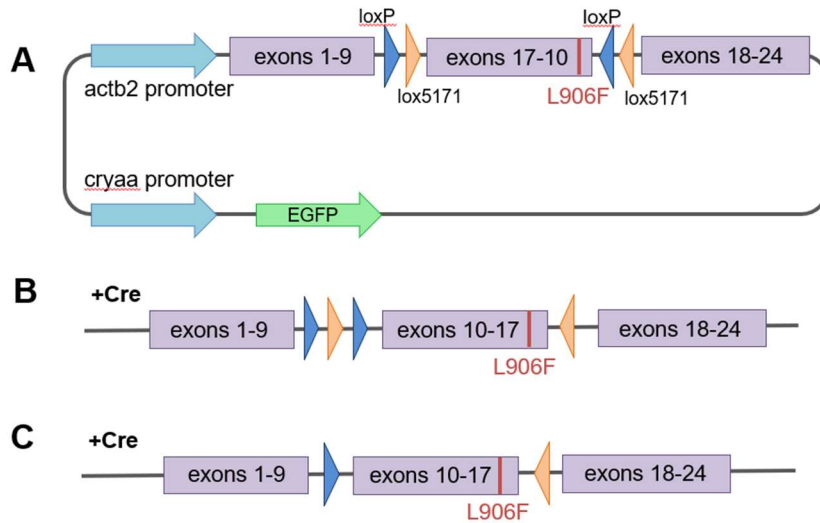 A
loxP
loxP
exons 1-9
exons 17-10
exons 18-24
actb2 promoter
lox5171
L906F
lox5171
cryaa promoter
EGFP
B
+Cre
exons 1-9
exons 10-17
exons 18-24
L906F
C
+Cre
exons 1-9
exons 10-17
exons 18-24
L906F